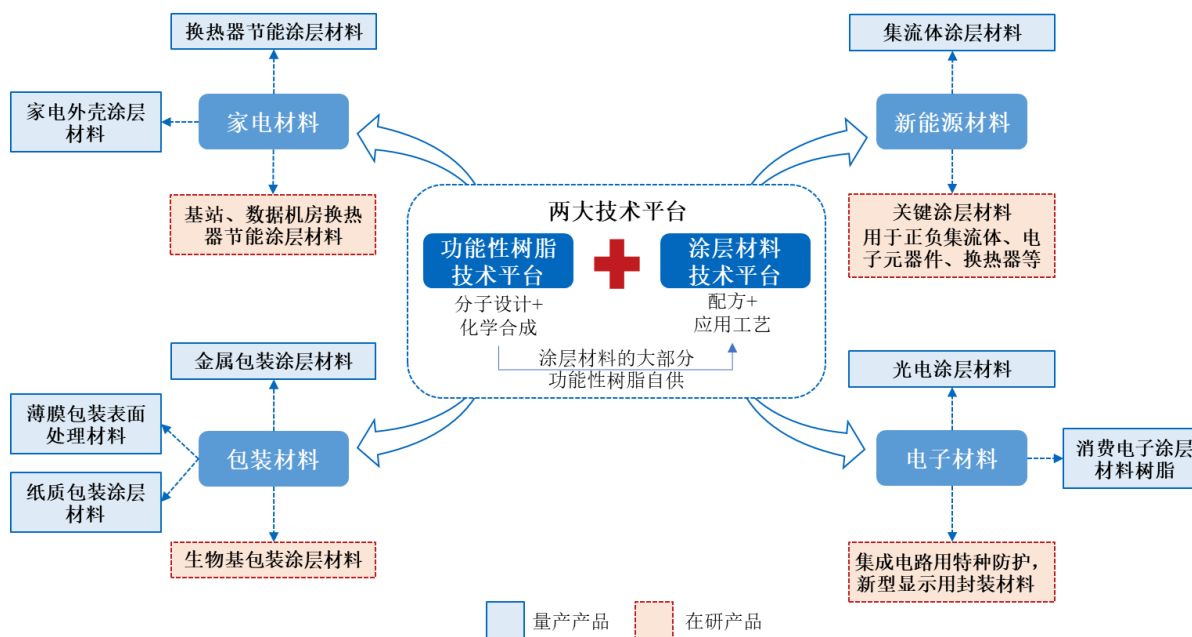 换热器节能涂层材料
集流体涂层材料
家电外壳涂层
材料
家电材料
新能源材料
基站、数据机房换热
器节能涂层材料
关键涂层材料
用于正负集流体、电
子元器件、换热器等
两大技术平台
功能性树脂
技术平台
涂层材料
技术平台
分子设计+
化学合成
配方+
应用工艺
涂层材料的大部分
功能性树脂自供
金属包装涂层材料
光电涂层材料
薄膜包装表面
处理材料
包装材料
电子材料
消费电子涂层
材料树脂
纸质包装涂层
材料
生物基包装涂层材料
集成电路用特种防护，
新型显示用封装材料
量产产品
在研产品